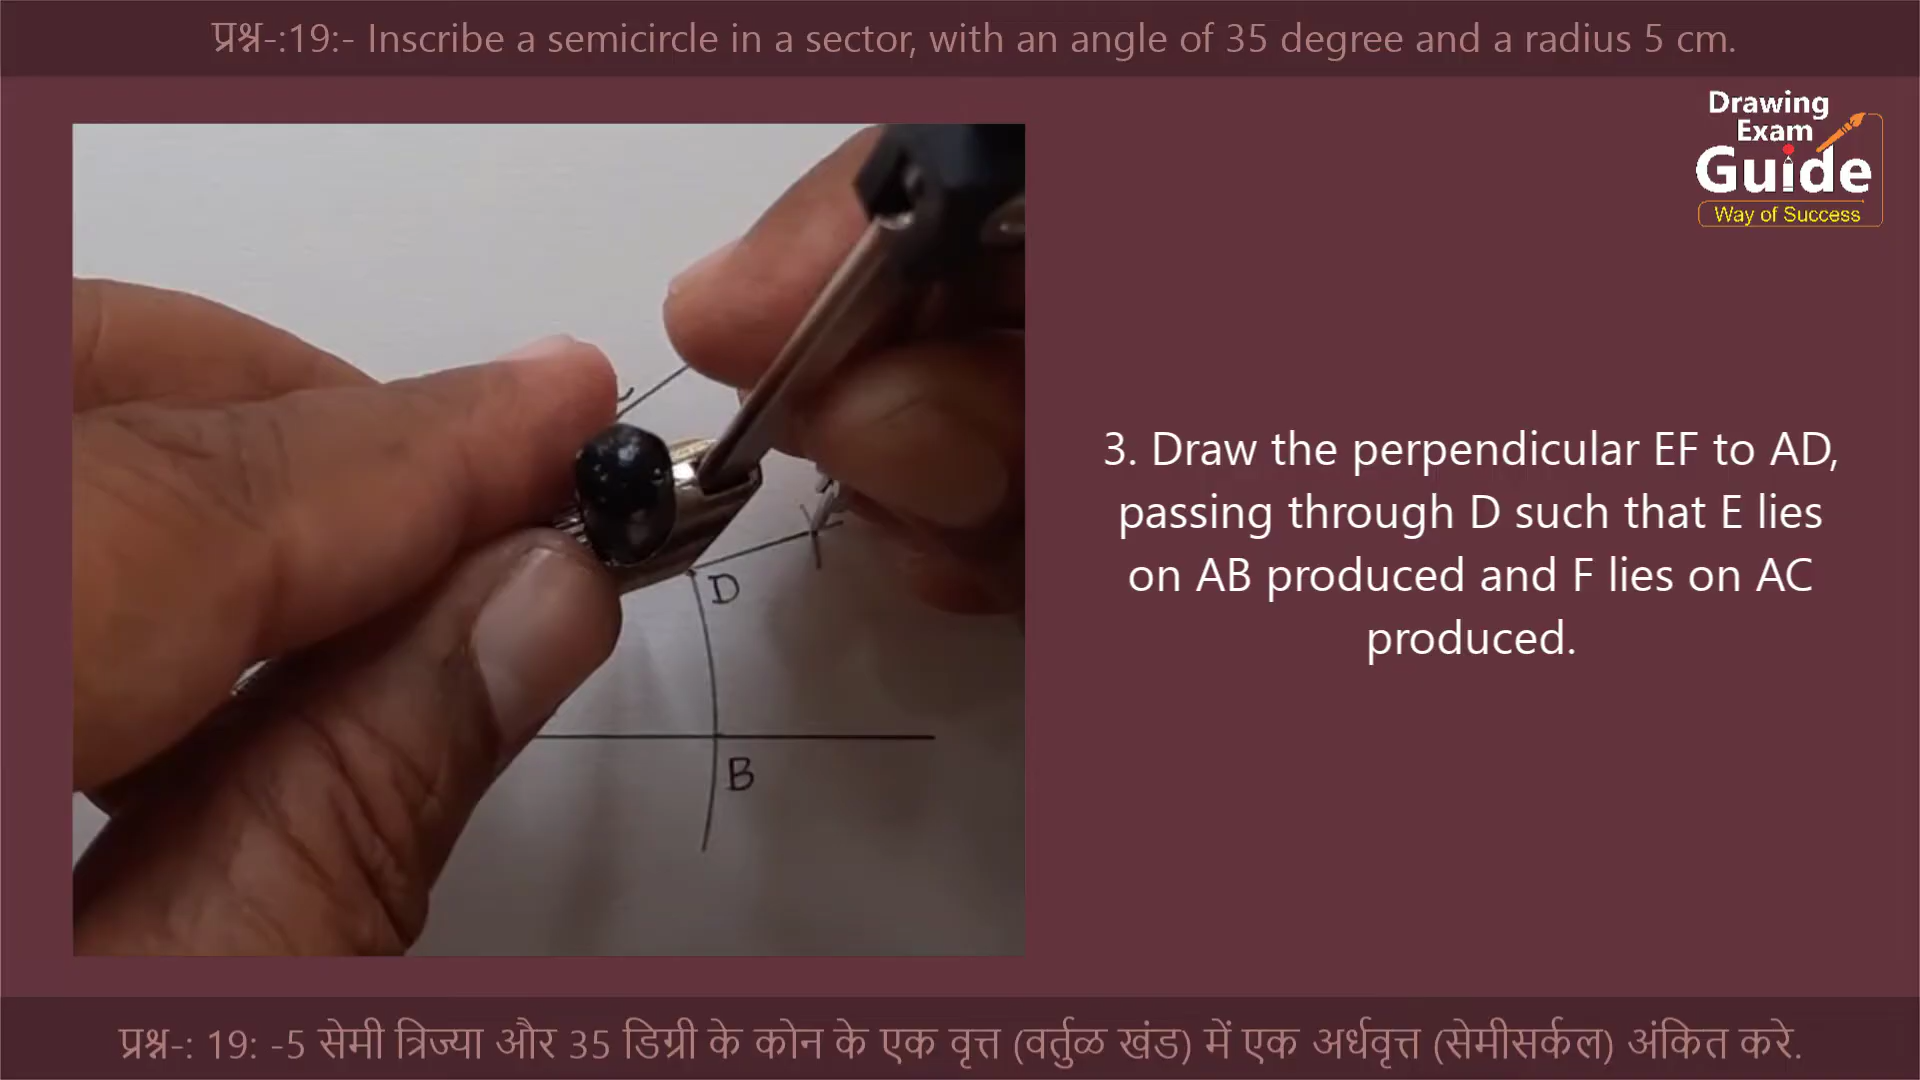 प्रश्न-:19:- Inscribe a semicircle in a sector, with an angle of 35 degree and a radius 5 cm.
Drawing
Exam
Guide
Way of Success
3. Draw the perpendicular EF to AD,
passing through D such that E lies
on AB produced and F lies on AC
produced.
D
B
प्रश्न-: 19: -5 सेमी त्रिज्या और 35 डिग्री के कोन के एक वृत्त (वर्तुळ खंड) में एक अर्धवृत्त (सेमीसर्कल) अंकित करे.